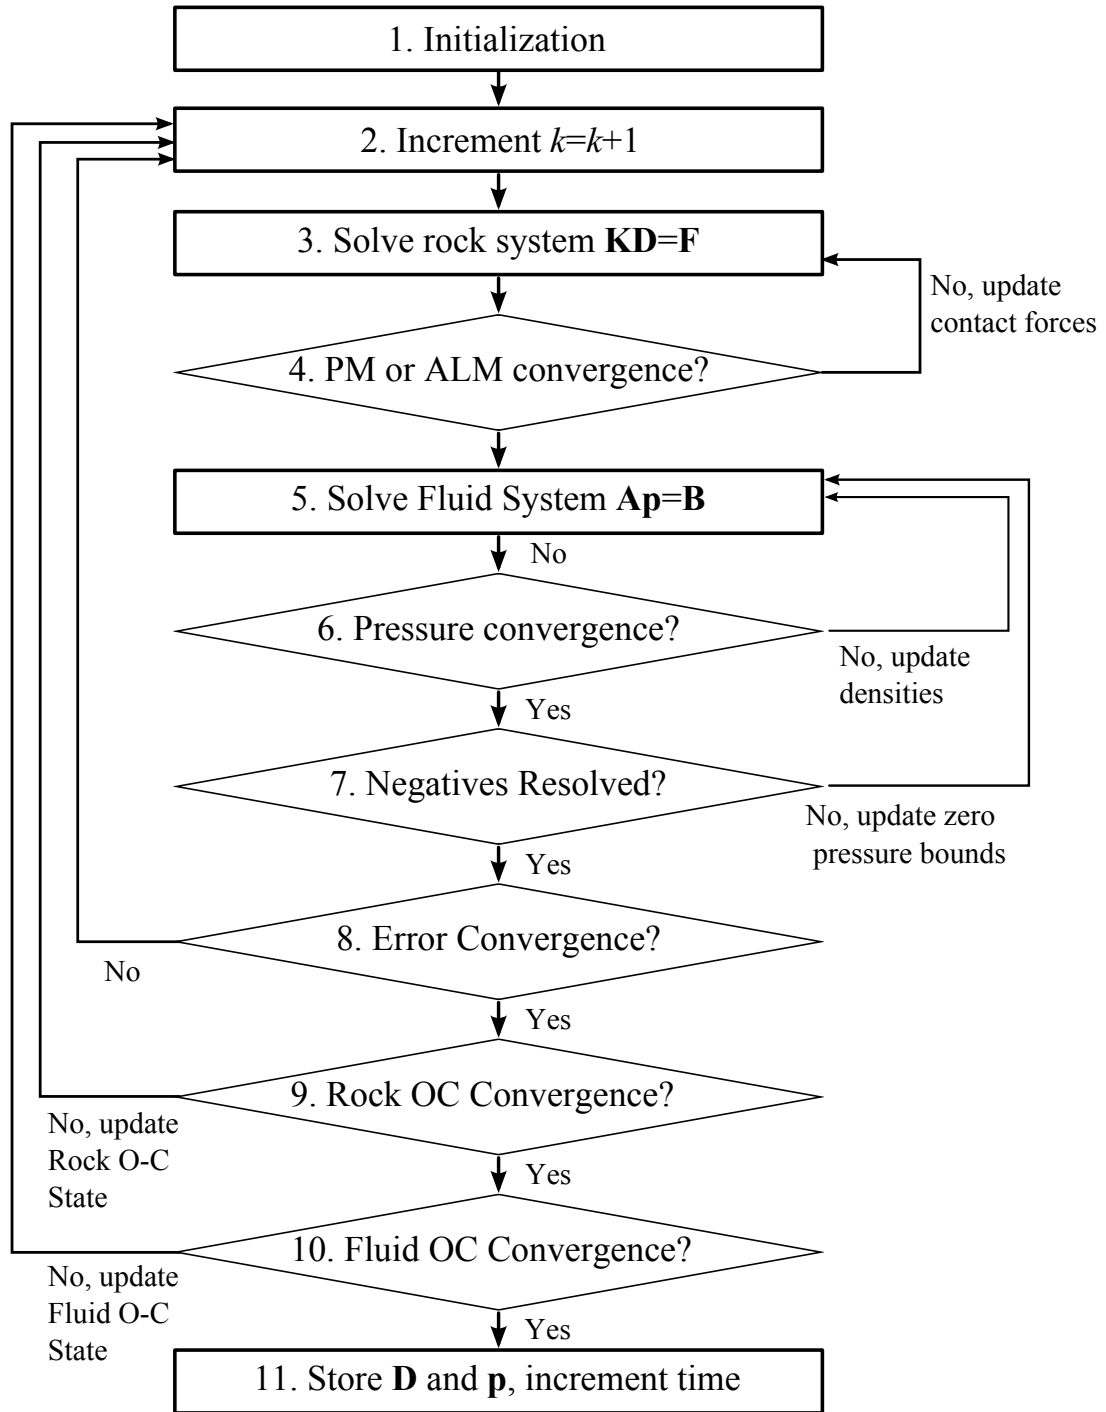 1. Initialization
2. Increment k=k+1
3. Solve rock system KD=F
No, update
contact forces
4. PM or ALM convergence?
5. Solve Fluid System Ap=B
No
6. Pressure convergence?
No, update
densities
Yes
7. Negatives Resolved?
No, update zero
pressure bounds
Yes
8. Error Convergence?
No
Yes
9. Rock OC Convergence?
No, update
Rock O-C
State
Yes
10. Fluid OC Convergence?
No, update
Fluid O-C
State
Yes
11. Store D and p, increment time